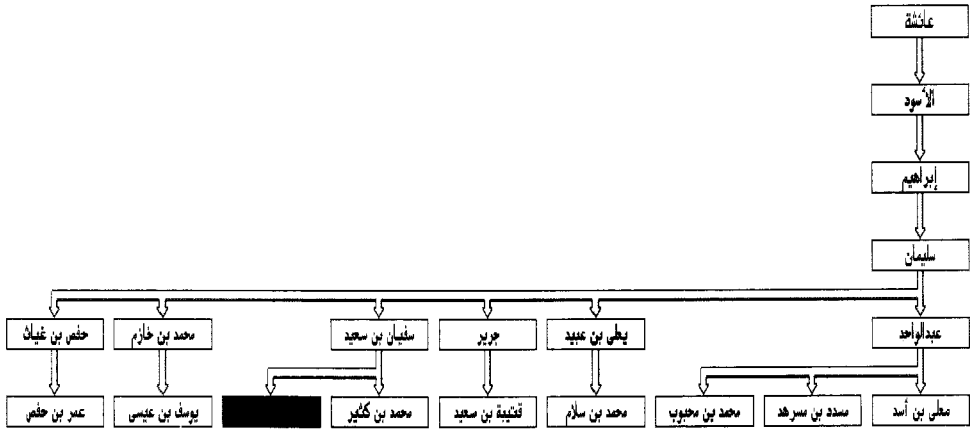 عائشة
الأسود
إبراهيم
سليمان
عبدالواحد
يعلى بن عبيد
جرير
سفيان بن سعيد
محمد بن خازم
حفص بن غياث
معلى بن أسد
مسدد بن مسرهد
محمد بن محبوب
محمد بن سلام
قتيبة بن سعيد
محمد بن كثير
يوسف بن عيسى
عمر بن حفص